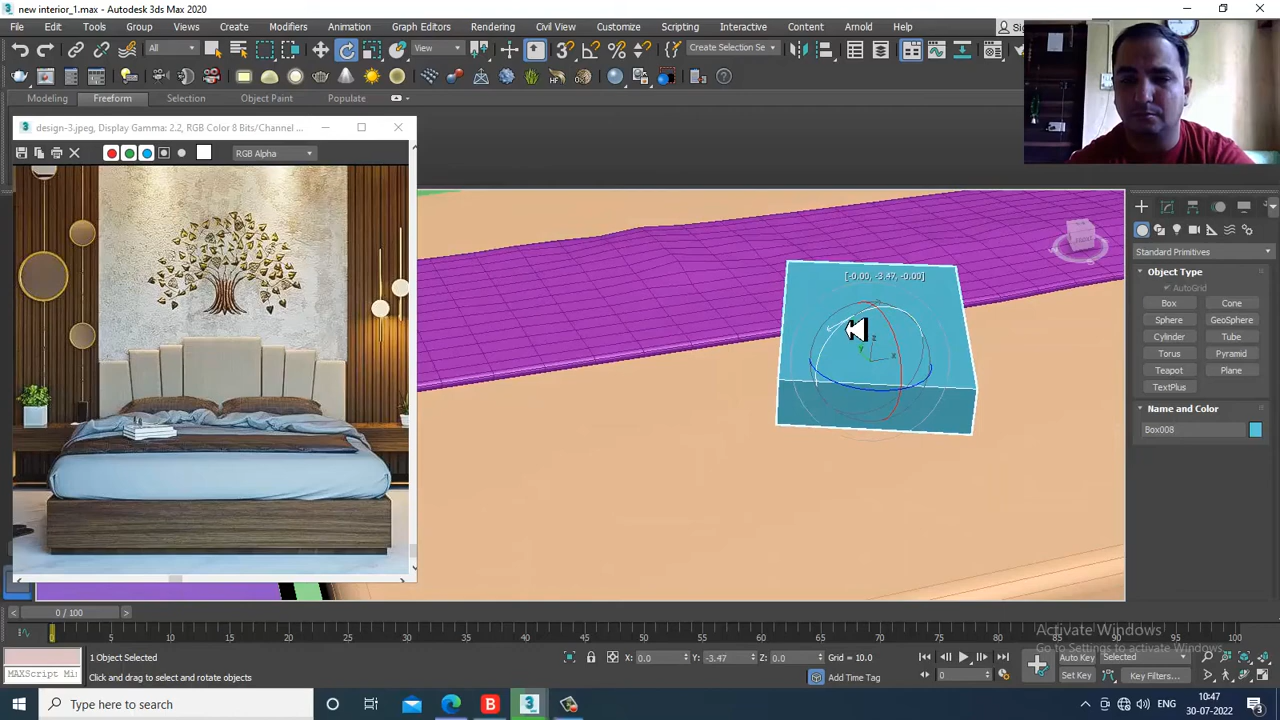 new interior_1.max - Autodesk 3ds Max 2020
File Edit Tools Group Views Create Modifiers Animation Graph Editors Rendering Civil View Customize Scripting Interactive Content Arnold Help
All View Create Selection Se
Modeling Freeform Selection Object Paint Populate
design-3.jpeg, Display Gamma: 2.2, RGB Color 8 Bits/Channel ...
RGB Alpha
[-0.00, -3.47, -0.00]
z
y
x
FRONT
Standard Primitives
Object Type
AutoGrid
Box Cone
Sphere GeoSphere
Cylinder Tube
Torus Pyramid
Teapot Plane
TextPlus
Name and Color
Box008
0 / 100
0 5 10 15 20 25 30 35 40 45 50 55 60 65 70 75 80 85 90 95 100
Activate Windows
Go to Settings to activate Windows.
1 Object Selected
X: 0.0 Y: -3.47 Z: 0.0 Grid = 10.0
Auto Key Selected
MAXScript Mi
Click and drag to select and rotate objects
Add Time Tag
0
Set Key Key Filters...
Type here to search
ENG
10:47
30-07-2022
3